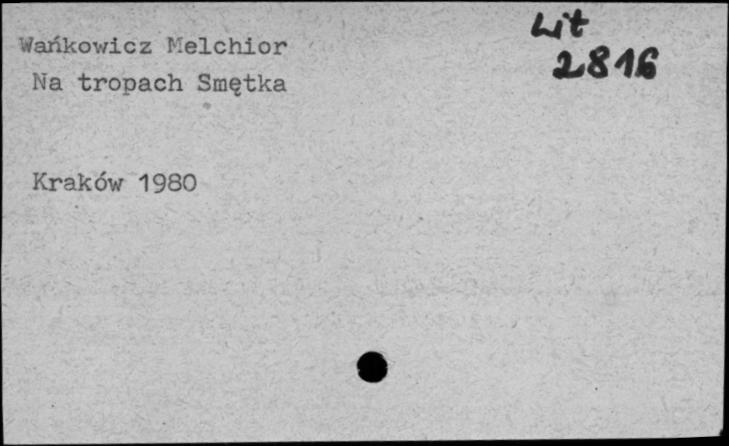 Lit
2816
Wańkowicz Melchior
Na tropach Smętka
Kraków 1980